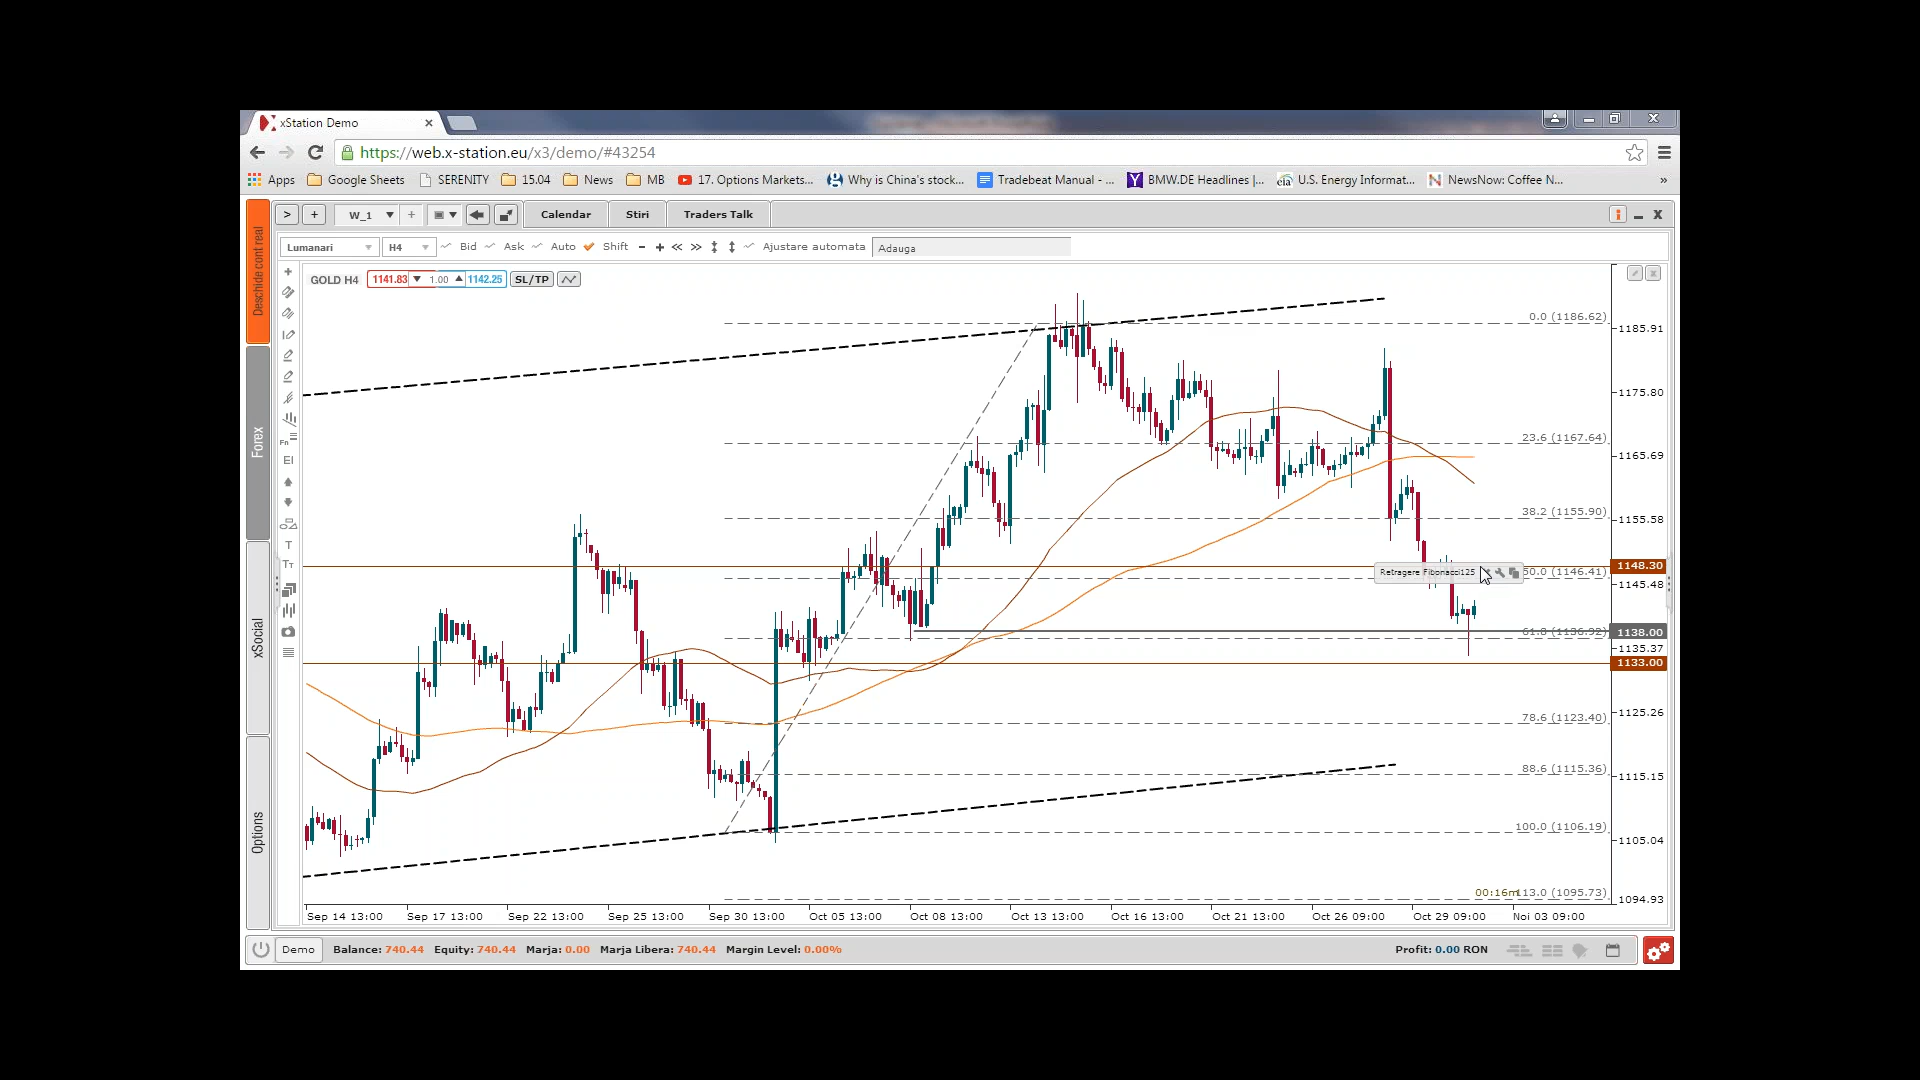 xStation Demo
https://web.x-station.eu/x3/demo/#43254
Apps Google Sheets SERENITY 15.04 News MB 17. Options Markets... Why is China's stock... Tradebeat Manual - ... BMW.DE Headlines |... U.S. Energy Informat... NewsNow: Coffee N... »
> + W_1 + Calendar Stiri Traders Talk
Lumanari H4 Bid Ask Auto Shift - + Ajustare automata Adauga
GOLD H4 1141.83 1.00 1142.25 SL/TP
Deschide cont real
Forex
xSocial
Options
Fn
EI
T
TT
0.0 (1186.62)
1185.91
1175.80
23.6 (1167.64)
1165.69
38.2 (1155.90)
1155.58
1148.30
Retragere Fibonacci125
50.0 (1146.41)
1145.48
61.8 (1136.92)
1138.00
1135.37
1133.00
78.6 (1123.40)
1125.26
88.6 (1115.36)
1115.15
100.0 (1106.19)
1105.04
00:16m
113.0 (1095.73)
1094.93
Sep 14 13:00 Sep 17 13:00 Sep 22 13:00 Sep 25 13:00 Sep 30 13:00 Oct 05 13:00 Oct 08 13:00 Oct 13 13:00 Oct 16 13:00 Oct 21 13:00 Oct 26 09:00 Oct 29 09:00 Noi 03 09:00
Demo Balance: 740.44 Equity: 740.44 Marja: 0.00 Marja Libera: 740.44 Margin Level: 0.00% Profit: 0.00 RON